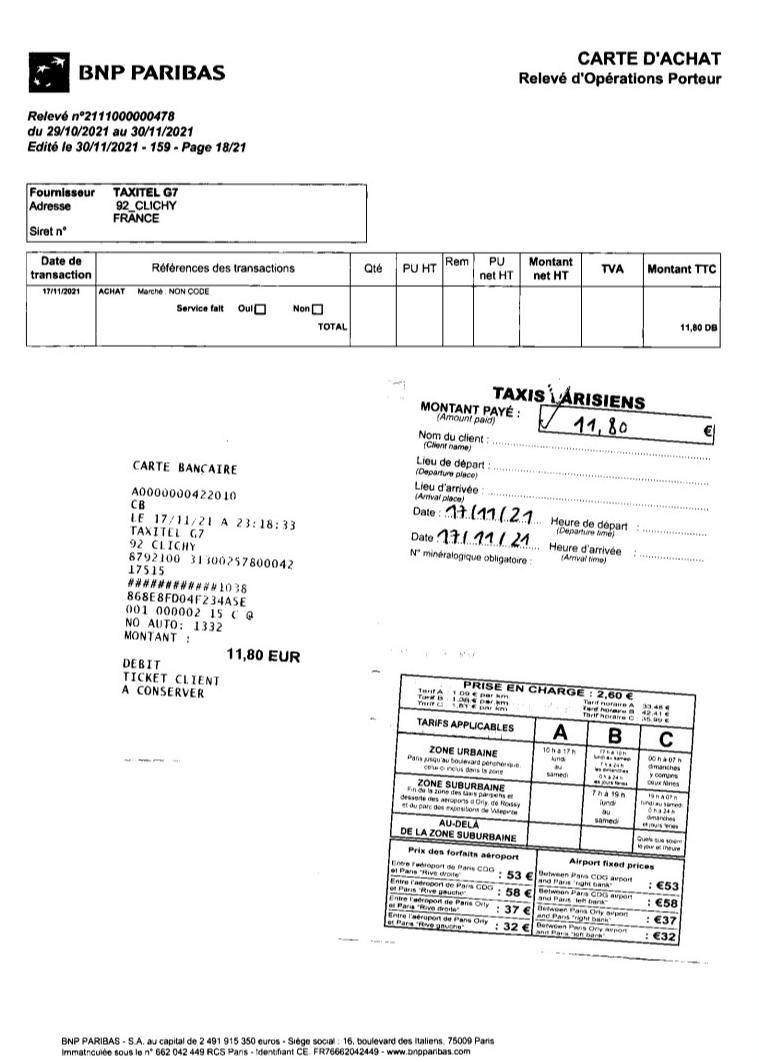 BNP PARIBAS
CARTE D'ACHAT
Relevé d'Opérations Porteur
Relevé n°2111000000478
du 29/10/2021 au 30/11/2021
Edité le 30/11/2021 - 159 - Page 18/21
Fournisseur TAXITEL G7
Adresse 92_CLICHY
FRANCE
Siret n°
Date de transaction Références des transactions Qté PU HT Rem PU net HT Montant net HT TVA Montant TTC
17/11/2021 ACHAT Marché : NON CODE
Service fait Oui Non
TOTAL 11,80 DB
TAXIS PARISIENS
MONTANT PAYÉ : 11,80 €
(Amount paid)
Nom du client :
(Client name)
Lieu de départ :
(Departure place)
Lieu d'arrivée :
(Arrival place)
Date : 17/11/21 Heure de départ :
(Departure time)
Date 17/11/21 Heure d'arrivée :
(Arrival time)
N° minéralogique obligatoire :
CARTE BANCAIRE
A0000000422010
CB
LE 17/11/21 A 23:18:33
TAXITEL G7
92 CLICHY
8792100 31300257800042
17515
############1038
868E8FD04F234A5E
001 000002 15 C @
NO AUTO: 1332
MONTANT :
11,80 EUR
DEBIT
TICKET CLIENT
A CONSERVER
PRISE EN CHARGE : 2,60 €
Tarif A : 1.09 € par km Tarif horaire A 33.48 €
Tarif B : 1.38 € par km Tarif horaire B 42.41 €
Tarif C : 1.61 € par km Tarif horaire C : 35.99 €
TARIFS APPLICABLES A B C
ZONE URBAINE
Paris jusqu'au boulevard périphérique,
celui-ci inclus dans la zone
10 h à 17 h
lundi
au
samedi
00 h à 07 h
dimanches
y compris
jours fériés
ZONE SUBURBAINE
Fin de la zone des taxis parisiens et
desserte des aéroports d'Orly, de Roissy
et du parc des expositions de Villepinte
7 h à 19 h
lundi
au
samedi
19 h à 07 h
lundi au samedi
0 h à 24 h
dimanches
et jours fériés
AU-DELÀ
DE LA ZONE SUBURBAINE
Quels que soient
le jour et l'heure
Prix des forfaits aéroport Airport fixed prices
Entre l'aéroport de Paris CDG
et Paris "Rive droite" : 53 €
Between Paris CDG airport
and Paris "right bank" : €53
Entre l'aéroport de Paris CDG
et Paris "Rive gauche" : 58 €
Between Paris CDG airport
and Paris "left bank" : €58
Entre l'aéroport de Paris Orly
et Paris "Rive droite" : 37 €
Between Paris Orly airport
and Paris "right bank" : €37
Entre l'aéroport de Paris Orly
et Paris "Rive gauche" : 32 €
Between Paris Orly airport
and Paris "left bank" : €32
BNP PARIBAS - S.A. au capital de 2 491 915 350 euros - Siège social : 16, boulevard des Italiens, 75009 Paris
Immatriculée sous le n° 662 042 449 RCS Paris - Identifiant CE. FR76662042449 - www.bnpparibas.com